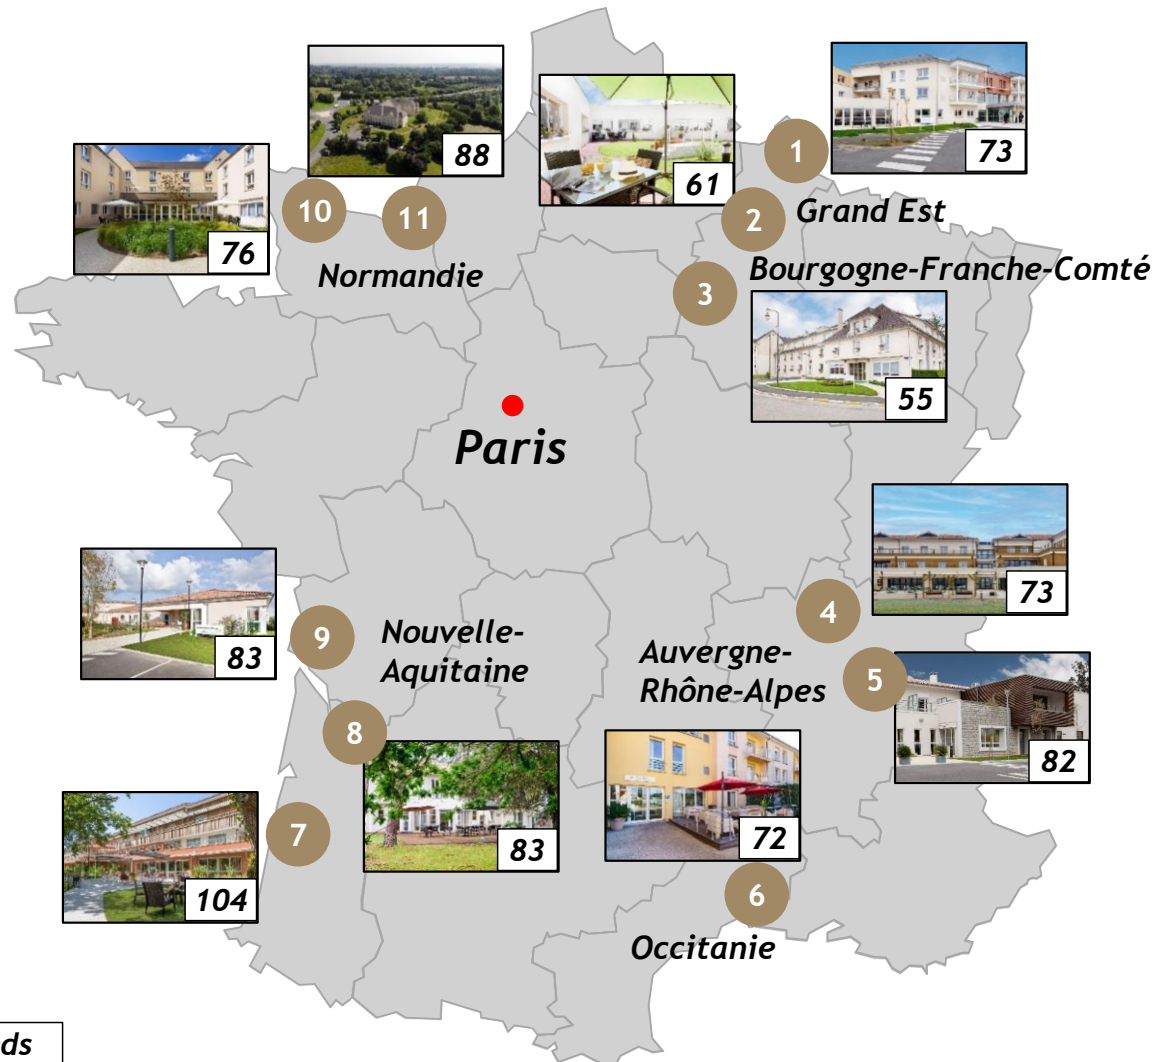 88
1
73
61
76
10
11
2
Grand Est
Normandie
Bourgogne-Franche-Comté
3
55
Paris
73
4
83
9
Nouvelle-
Aquitaine
Auvergne-
Rhône-Alpes
5
8
82
83
72
7
104
6
Occitanie